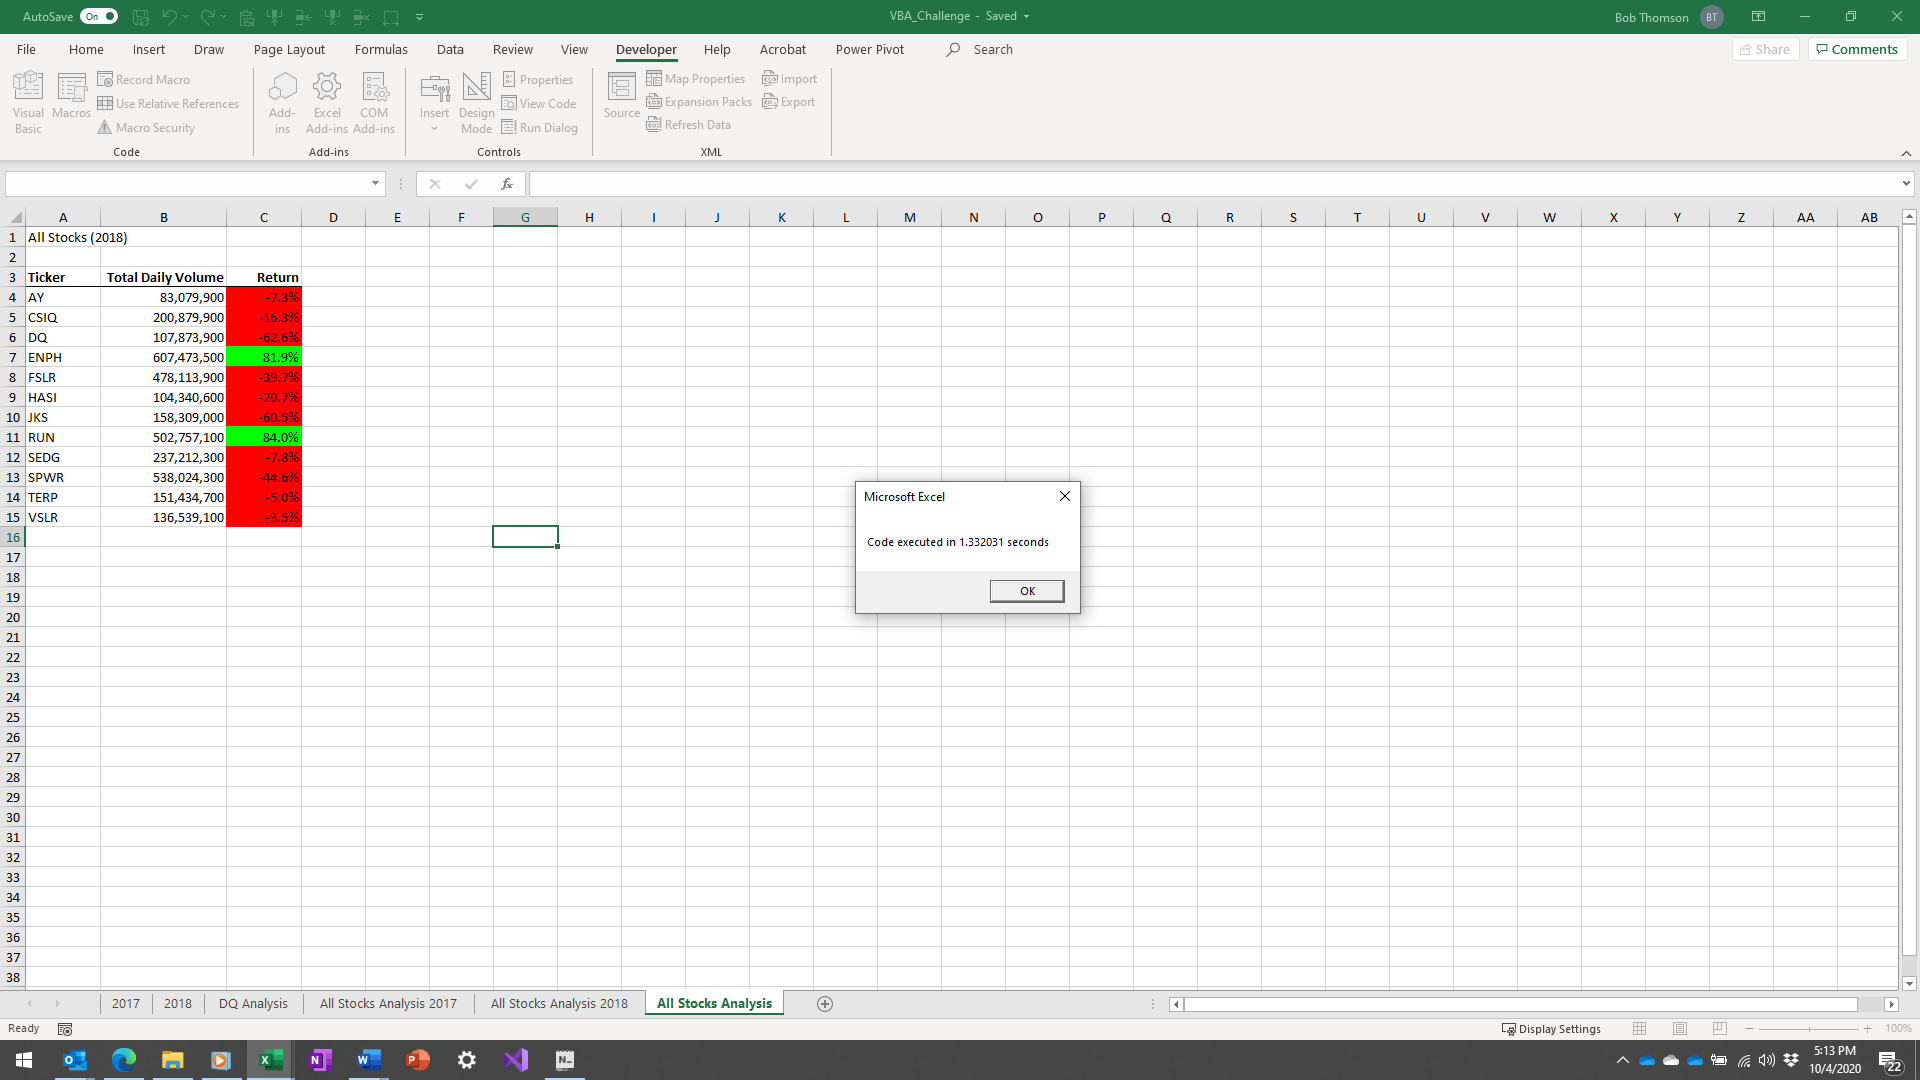 AutoSave On VBA_Challenge - Saved Bob Thomson BT
File Home Insert Draw Page Layout Formulas Data Review View Developer Help Acrobat Power Pivot Search Share Comments
Visual Basic
Macros
Record Macro
Use Relative References
Macro Security
Code
Add-ins
Excel Add-ins
COM Add-ins
Add-ins
Insert
Design Mode
Properties
View Code
Run Dialog
Controls
Source
Map Properties
Expansion Packs
Refresh Data
Import
Export
XML
fx
A B C D E F G H I J K L M N O P Q R S T U V W X Y Z AA AB
1 All Stocks (2018)
2
3 Ticker Total Daily Volume Return
4 AY 83,079,900 -7.3%
5 CSIQ 200,879,900 -16.3%
6 DQ 107,873,900 -62.6%
7 ENPH 607,473,500 81.9%
8 FSLR 478,113,900 -39.7%
9 HASI 104,340,600 -20.7%
10 JKS 158,309,000 -60.5%
11 RUN 502,757,100 84.0%
12 SEDG 237,212,300 -7.8%
13 SPWR 538,024,300 -44.6%
14 TERP 151,434,700 -5.0%
15 VSLR 136,539,100 -3.5%
16
17
18
19
20
21
22
23
24
25
26
27
28
29
30
31
32
33
34
35
36
37
38
Microsoft Excel
Code executed in 1.332031 seconds
OK
2017 2018 DQ Analysis All Stocks Analysis 2017 All Stocks Analysis 2018 All Stocks Analysis
Ready Display Settings 100%
5:13 PM
10/4/2020
22